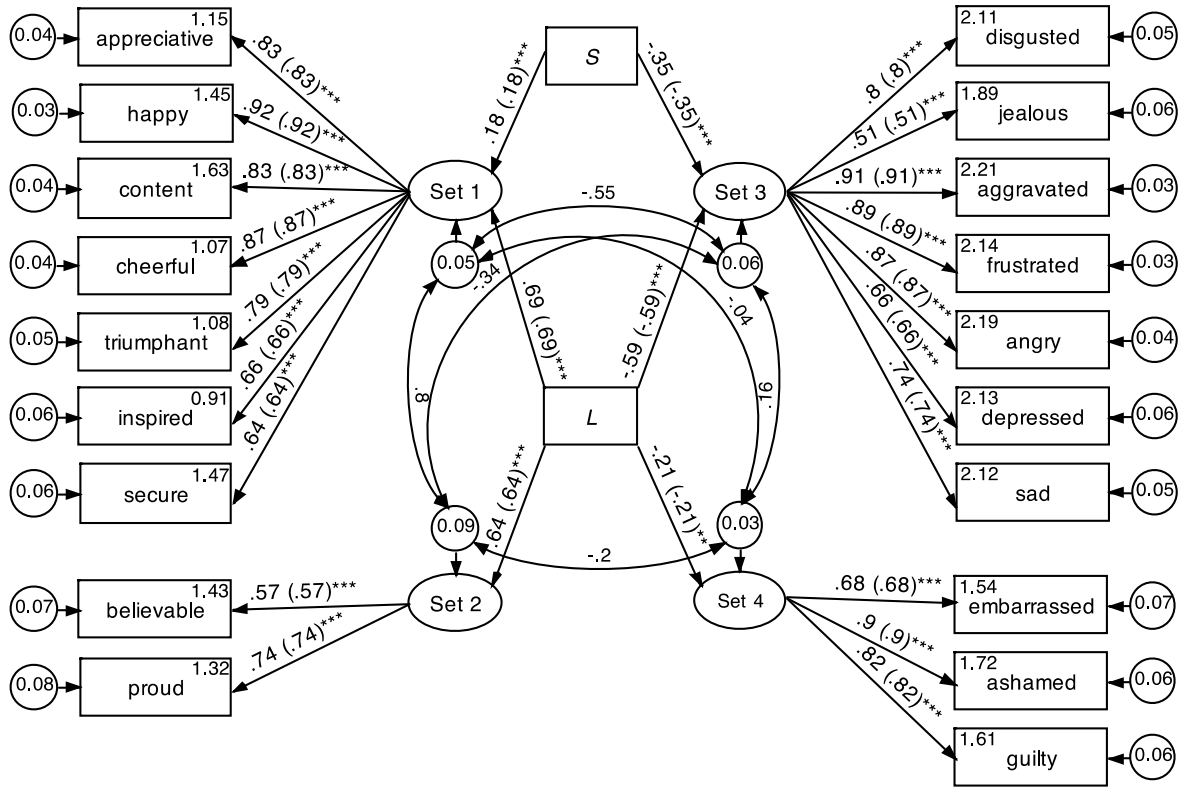 0.04
1.15
appreciative
.83 (.83)***
0.03
1.45
happy
.92 (.92)***
0.04
1.63
content
.83 (.83)***
0.04
1.07
cheerful
.87 (.87)***
0.05
1.08
triumphant
.79 (.79)***
0.06
0.91
inspired
.66 (.66)***
0.06
1.47
secure
.64 (.64)***
0.07
1.43
believable
.57 (.57)***
0.08
1.32
proud
.74 (.74)***
S
.18 (.18)***
-.35 (-.35)***
Set 1
Set 3
-.55
0.05
0.06
-.34
-.04
.69 (.69)***
-.59 (-.59)***
.8
.76
L
.64 (.64)***
-.21 (-.21)**
0.09
0.03
-.2
Set 2
Set 4
2.11
disgusted
0.05
.8 (.8)***
1.89
jealous
0.06
.51 (.51)***
2.21
aggravated
0.03
.91 (.91)***
2.14
frustrated
0.03
.89 (.89)***
2.19
angry
0.04
.87 (.87)***
2.13
depressed
0.06
.66 (.66)***
2.12
sad
0.05
.74 (.74)***
1.54
embarrassed
0.07
.68 (.68)***
1.72
ashamed
0.06
.9 (.9)***
1.61
guilty
0.06
.82 (.82)***